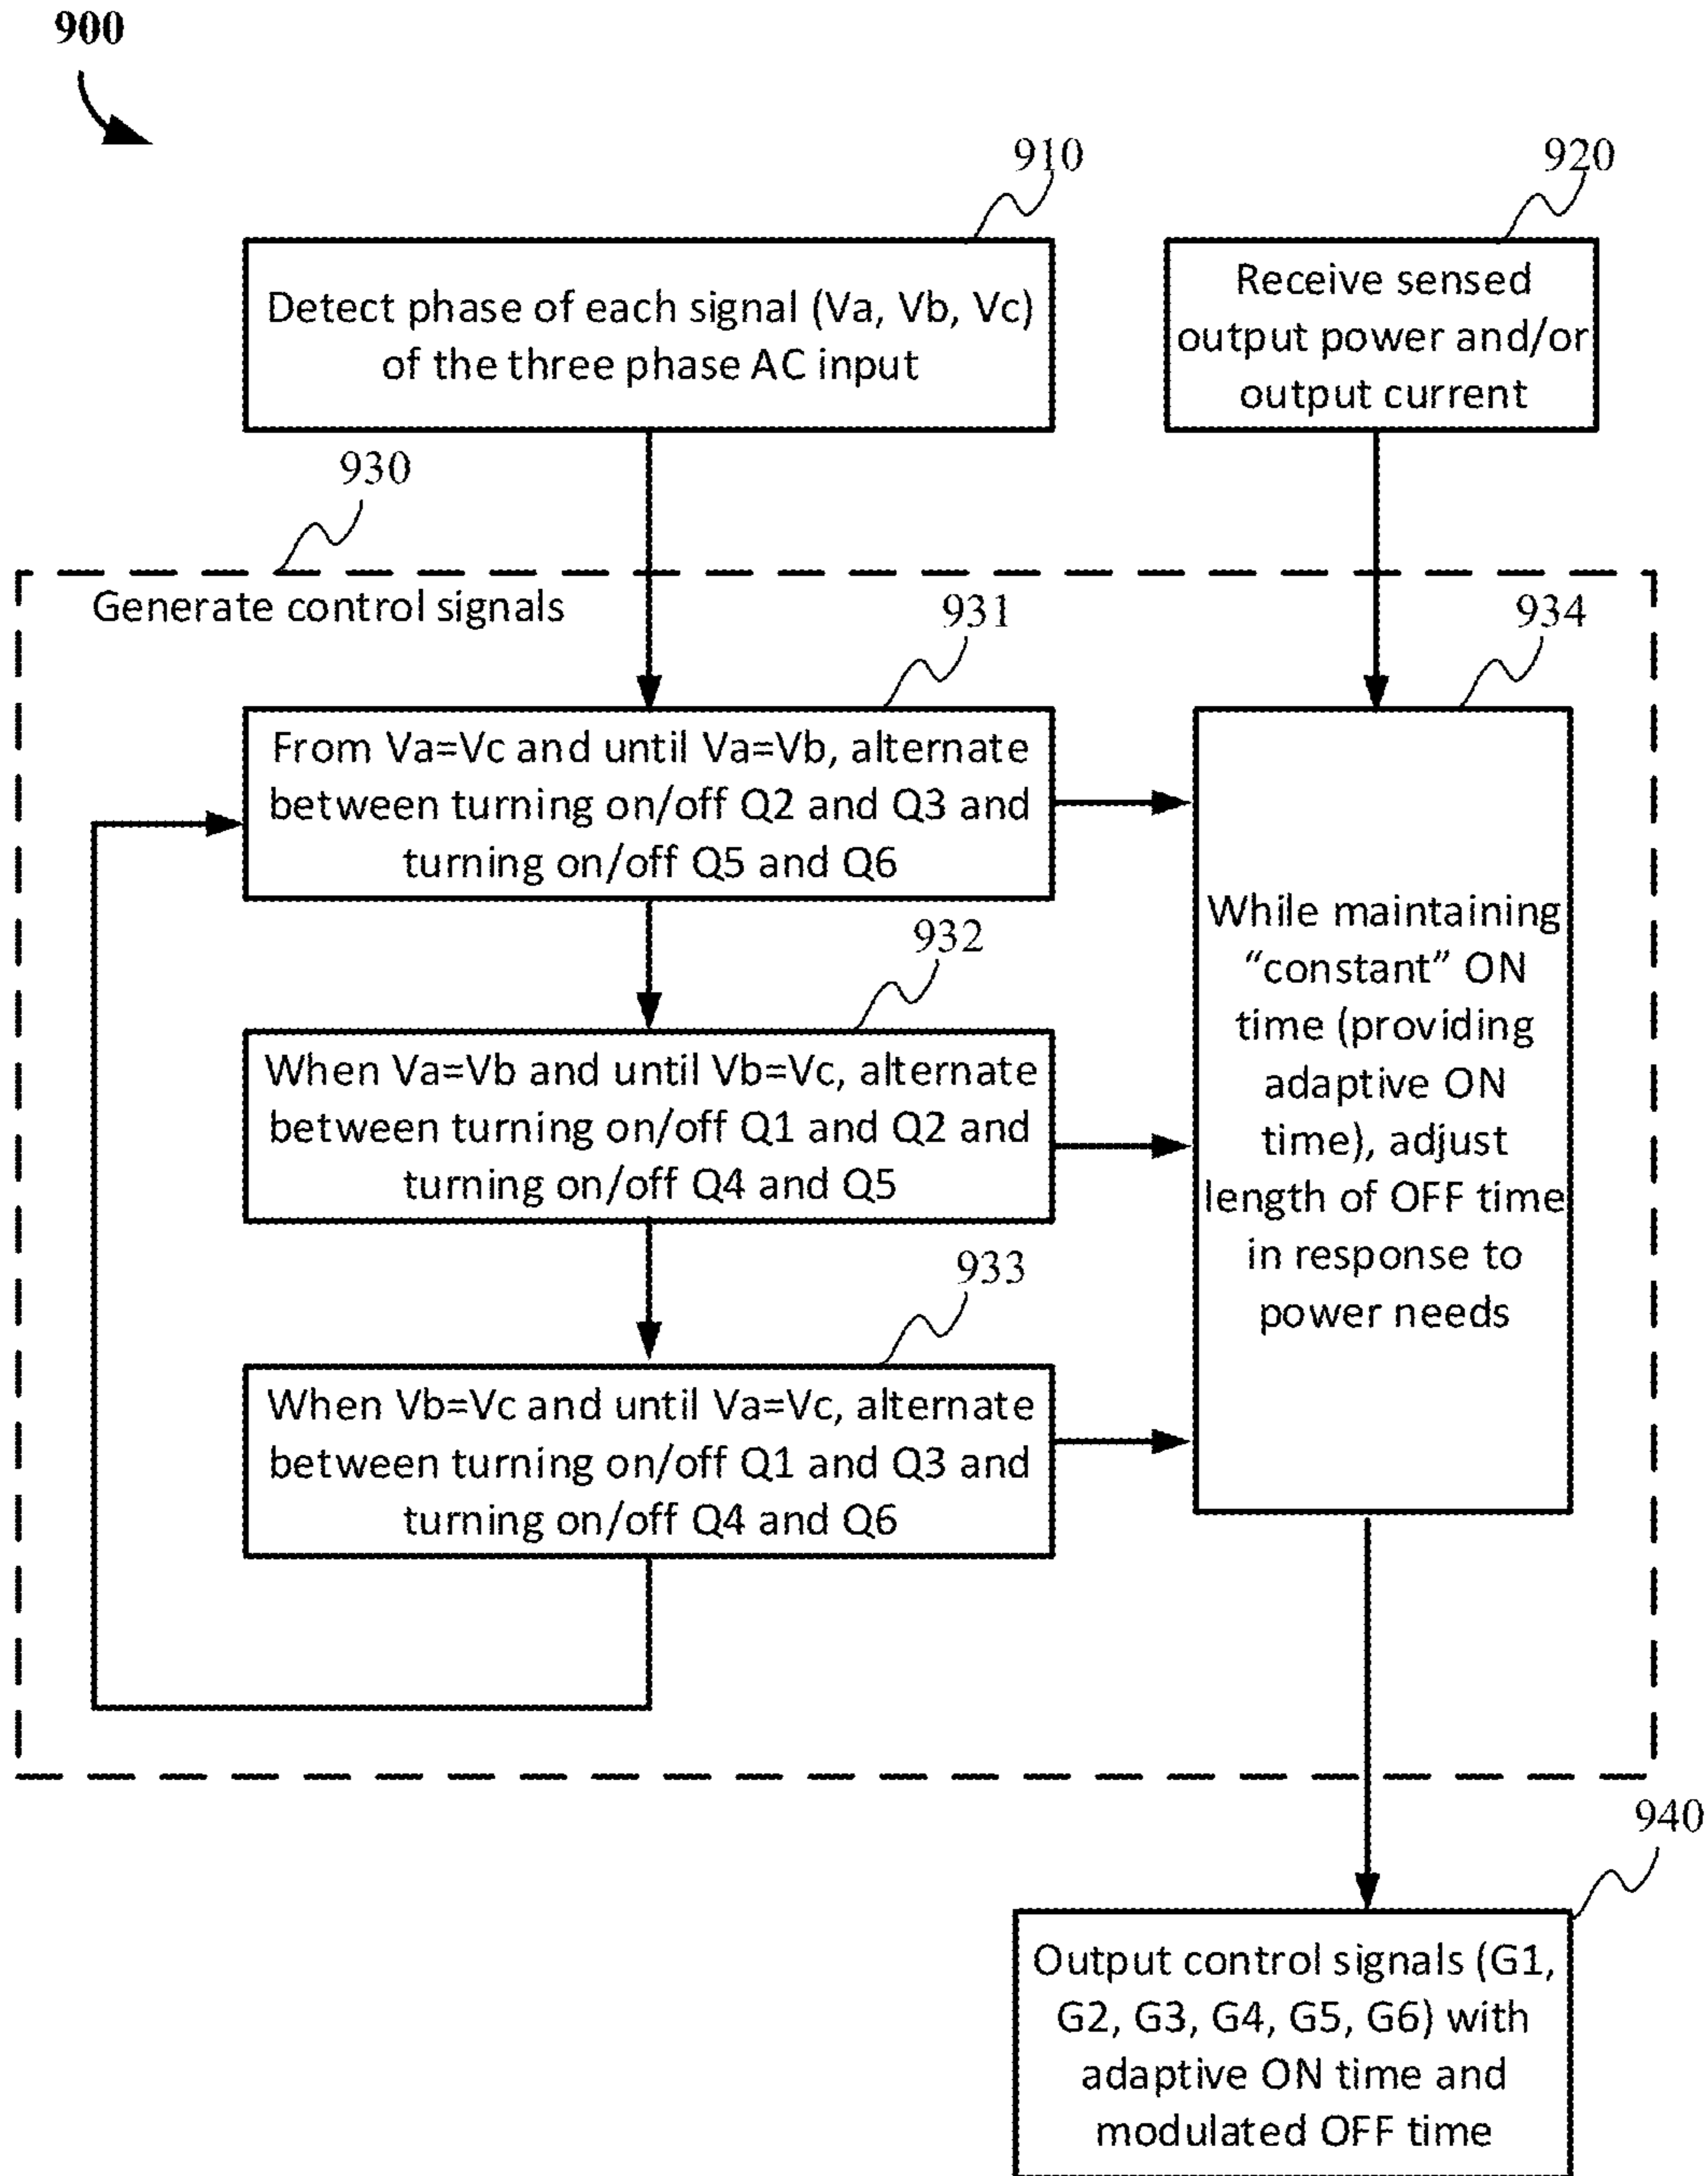 900
910
920
Detect phase of each signal (Va, Vb, Vc)
of the three phase AC input
Receive sensed
output power and/or
output current
930
Generate control signals
931
934
From Va=Vc and until Va=Vb, alternate
between turning on/off Q2 and Q3 and
turning on/off Q5 and Q6
932
When Va=Vb and until Vb=Vc, alternate
between turning on/off Q1 and Q2 and
turning on/off Q4 and Q5
933
When Vb=Vc and until Va=Vc, alternate
between turning on/off Q1 and Q3 and
turning on/off Q4 and Q6
While maintaining
“constant” ON
time (providing
adaptive ON
time), adjust
length of OFF time
in response to
power needs
940
Output control signals (G1,
G2, G3, G4, G5, G6) with
adaptive ON time and
modulated OFF time